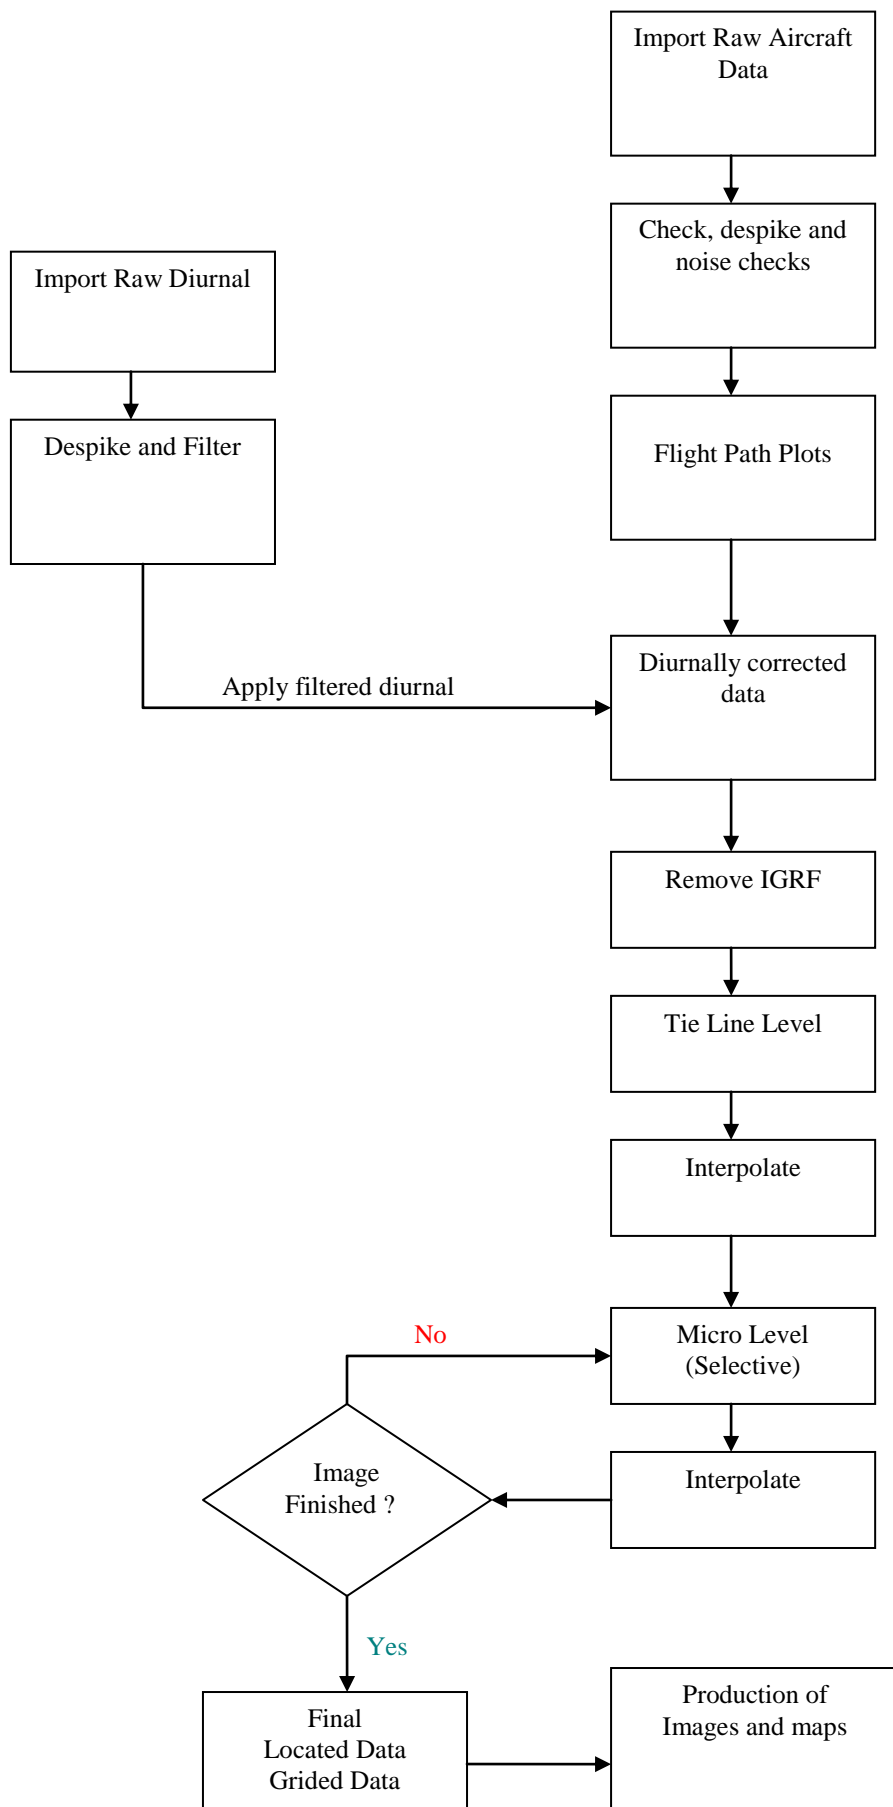 Import Raw Aircraft
Data
Check, despike and
noise checks
Import Raw Diurnal
Despike and Filter
Flight Path Plots
Apply filtered diurnal
Diurnally corrected
data
Remove IGRF
Tie Line Level
Interpolate
No
Micro Level
(Selective)
Image
Finished ?
Interpolate
Yes
Final
Located Data
Grided Data
Production of
Images and maps